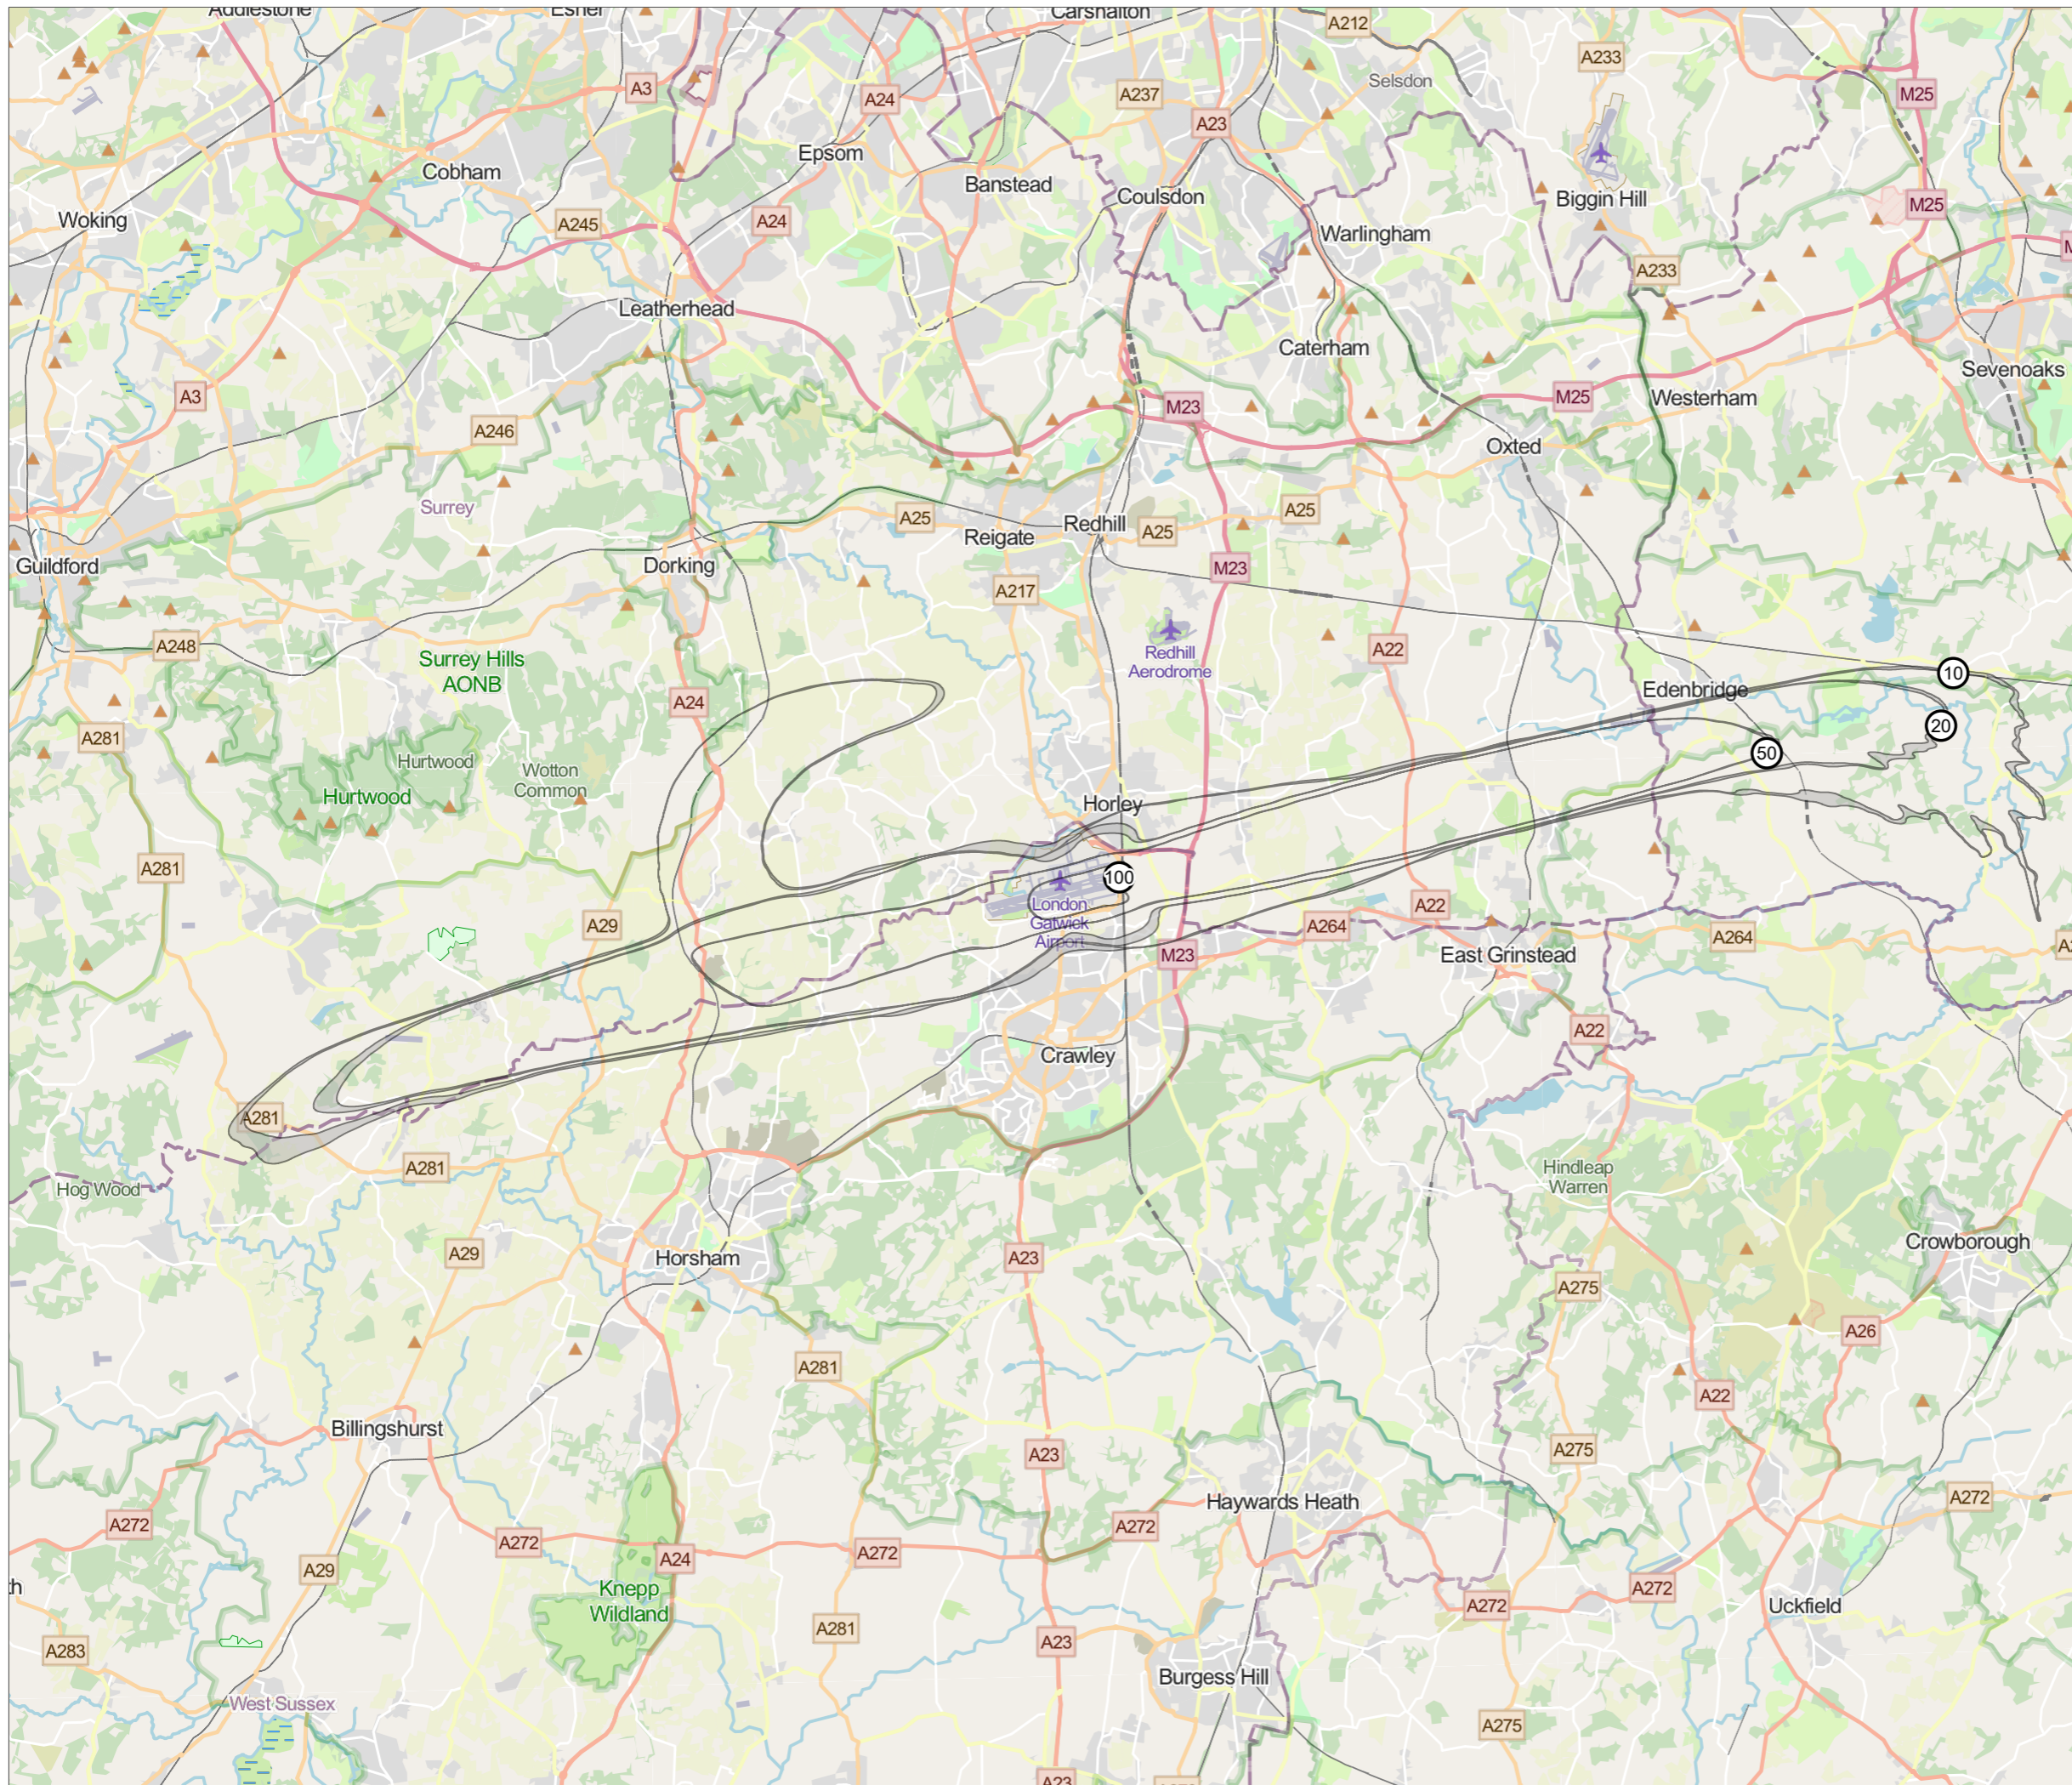 Addlestone
Esher
Carshalton
A212
A233
Selsdon
A3
A24
A237
M25
A23
Epsom
Cobham
Banstead
Coulsdon
Biggin Hill
M25
Woking
A245
A24
Warlingham
A233
Leatherhead
Caterham
Sevenoaks
A3
M23
M25
Westerham
A246
Oxted
Surrey
A25
A25
A25
Redhill
Reigate
Guildford
Dorking
M23
A217
A248
A22
Surrey Hills
AONB
Redhill
Aerodrome
10
Edenbridge
A24
20
A281
50
Hurtwood
Wotton
Common
Hurtwood
Horley
A281
100
London
Gatwick
Airport
A22
A29
A264
A264
M23
East Grinstead
A22
Crawley
A281
A281
Hindleap
Warren
Hog Wood
Crowborough
A29
Horsham
A23
A275
A26
A281
A22
Billingshurst
A23
A275
Haywards Heath
A272
A272
A272
A272
A272
A24
A29
Knepp
Wildland
A272
A272
Uckfield
A281
A283
A23
Burgess Hill
West Sussex
A275
A23